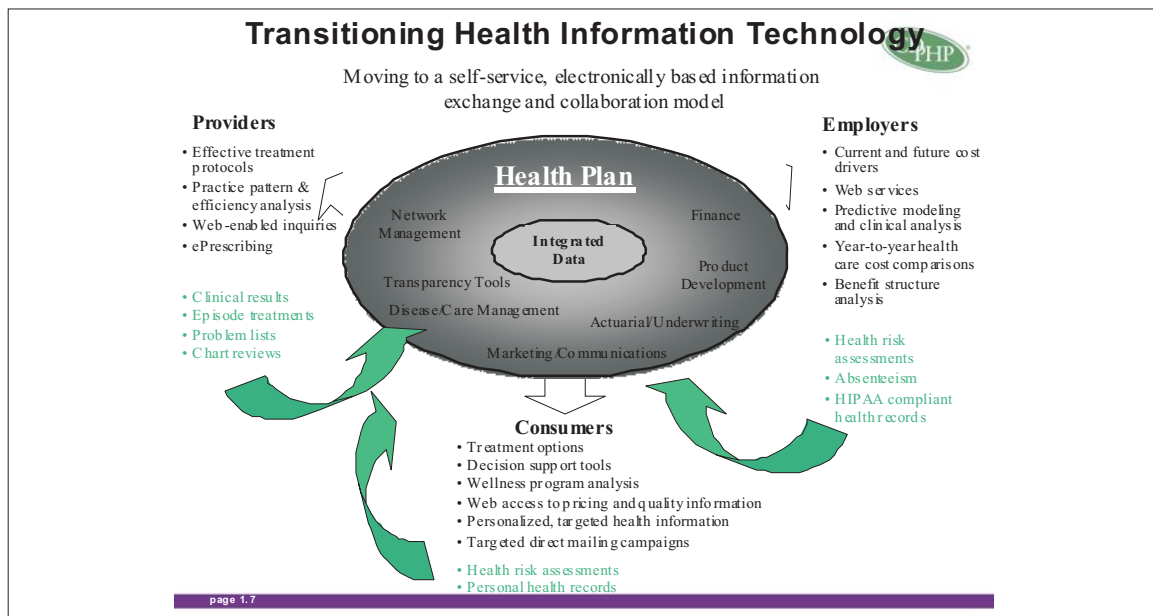 Transitioning Health Information Technology
PHP
Moving to a self-service, electronically based information
exchange and collaboration model
Providers
• Effective treatment
protocols
• Practice pattern &
efficiency analysis
• Web-enabled inquiries
• ePrescribing
• Clinical results
• Episode treatments
• Problem lists
• Chart reviews
Health Plan
Network
Management
Finance
Integrated
Data
Product
Development
Transparency Tools
Disease/Care Management
Actuarial/Underwriting
Marketing/Communications
Employers
• Current and future cost
drivers
• Web services
• Predictive modeling
and clinical analysis
• Year-to-year health
care cost comparisons
• Benefit structure
analysis
• Health risk
assessments
• Absenteeism
• HIPAA compliant
health records
Consumers
• Treatment options
• Decision support tools
• Wellness program analysis
• Web access to pricing and quality information
• Personalized, targeted health information
• Targeted direct mailing campaigns
• Health risk assessments
• Personal health records
page 1.7